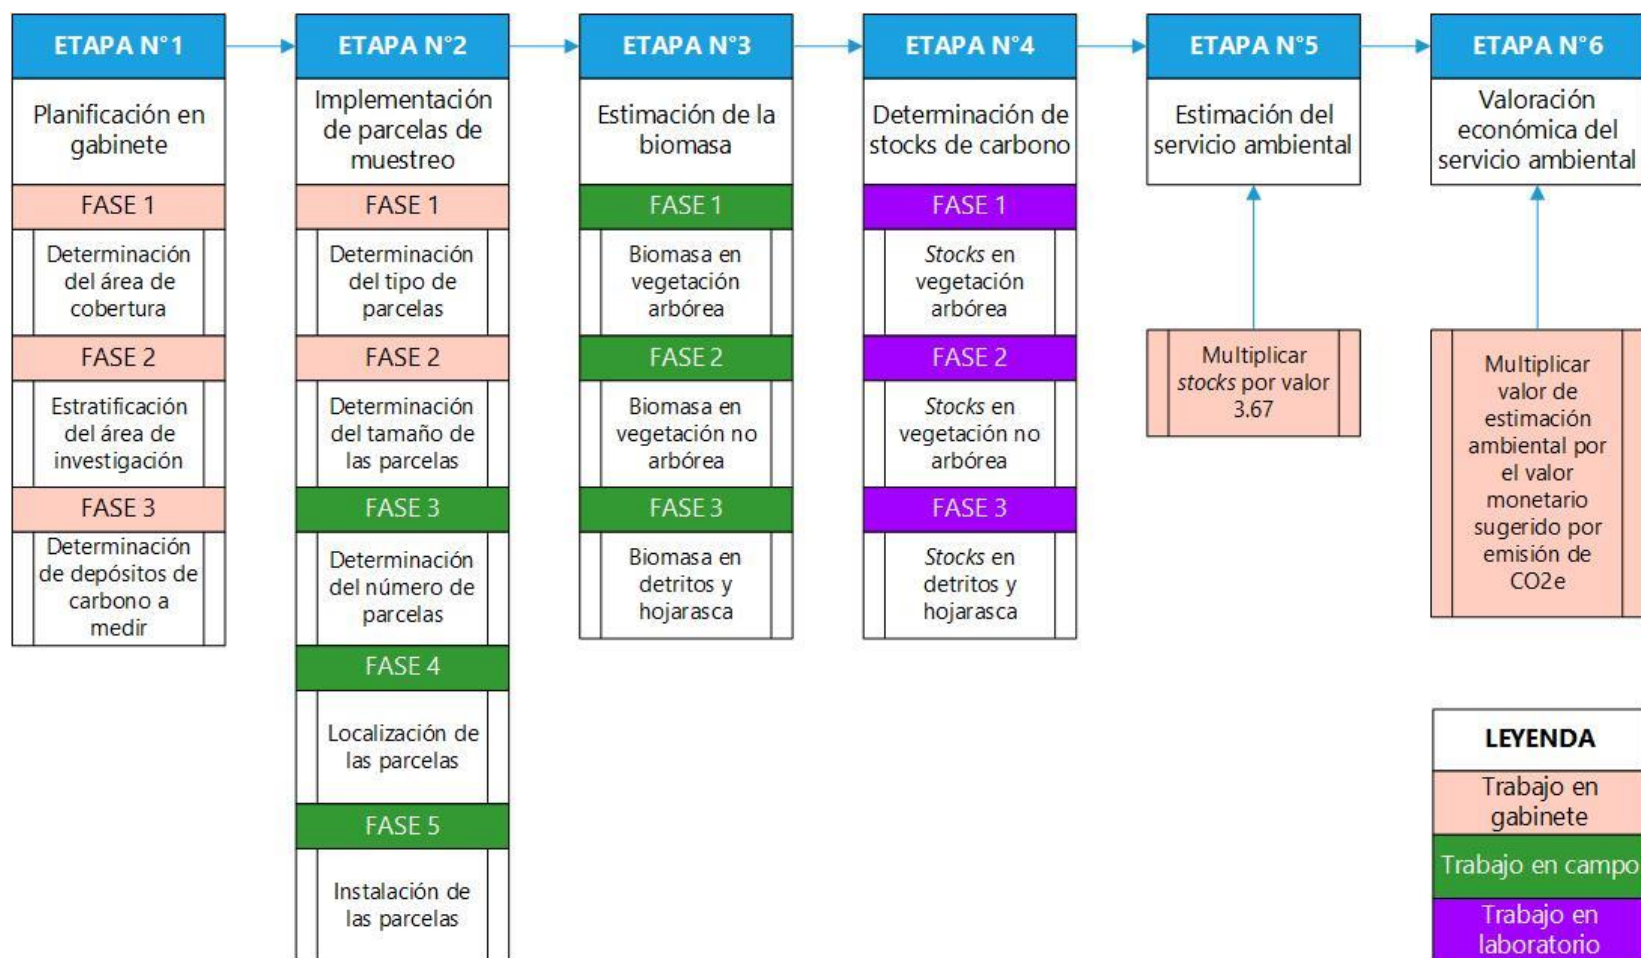 ETAPA N°1
Planificación en
gabinete
FASE 1
Determinación
del área de
cobertura
FASE 2
Estratificación
del área de
investigación
FASE 3
Determinación
de depósitos de
carbono a
medir
ETAPA N°2
Implementación
de parcelas de
muestreo
FASE 1
Determinación
del tipo de
parcelas
FASE 2
Determinación
del tamaño de
las parcelas
FASE 3
Determinación
del número de
parcelas
FASE 4
Localización de
las parcelas
FASE 5
Instalación de
las parcelas
ETAPA N°3
Estimación de la
biomasa
FASE 1
Biomasa en
vegetación
arbórea
FASE 2
Biomasa en
vegetación no
arbórea
FASE 3
Biomasa en
detritos y
hojarasca
ETAPA N°4
Determinación de
stocks de carbono
FASE 1
Stocks en
vegetación
arbórea
FASE 2
Stocks en
vegetación no
arbórea
FASE 3
Stocks en
detritos y
hojarasca
ETAPA N°5
Estimación del
servicio ambiental
Multiplicar
stocks por valor
3.67
ETAPA N°6
Valoración
económica del
servicio ambiental
Multiplicar
valor de
estimación
ambiental por
el valor
monetario
sugerido por
emisión de
CO2e
LEYENDA
Trabajo en
gabinete
Trabajo en campo
Trabajo en
laboratorio